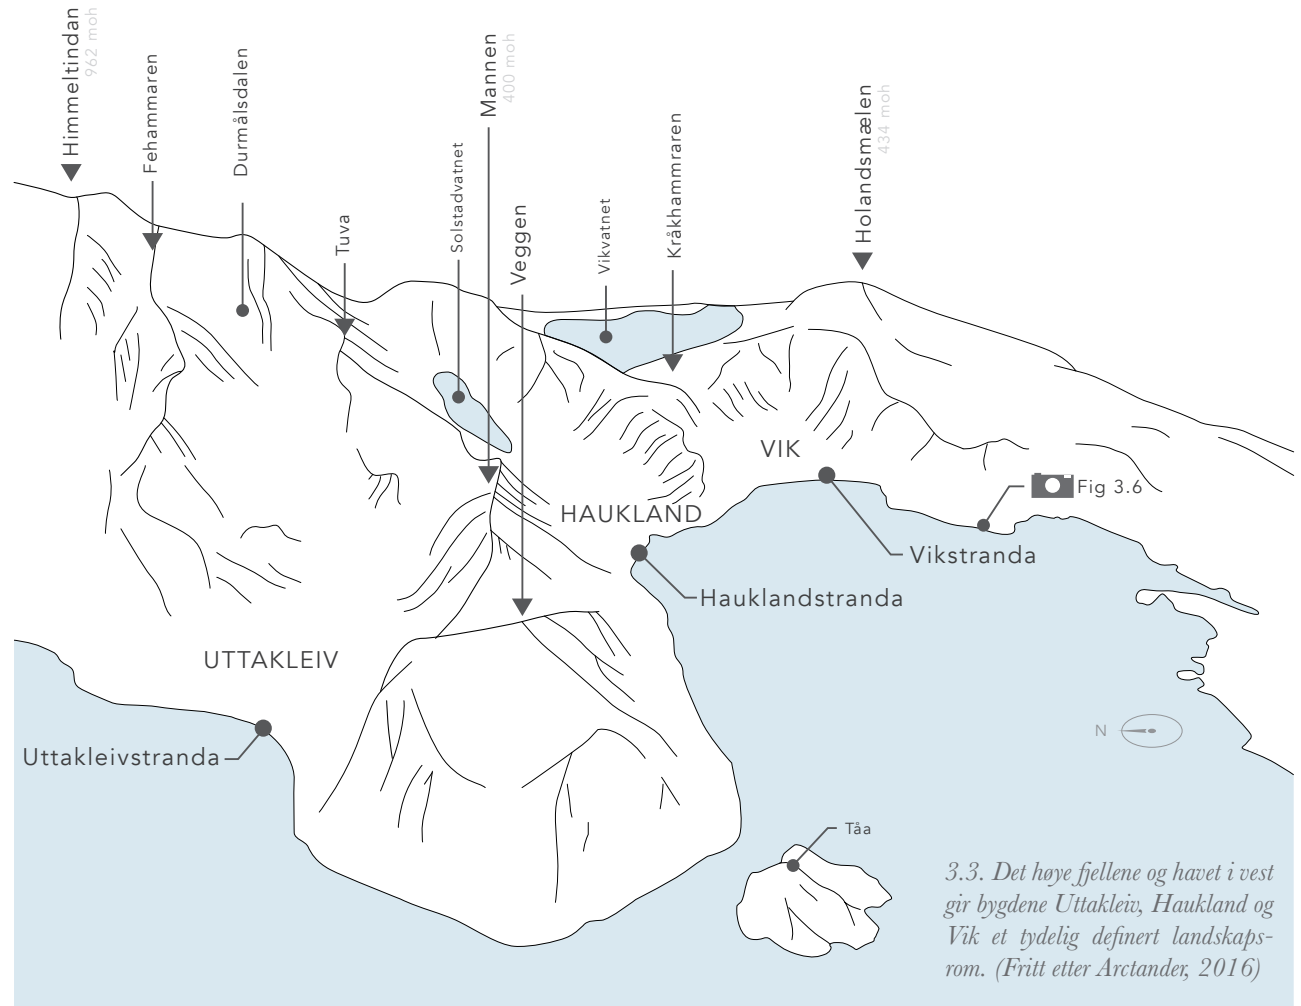 Himmeltindan
962 moh
Fehammaren
Durmålsdalen
Tuva
Solstadvatnet
Mannen
400 moh
Veggen
Vikvatnet
Kråkhammraren
Holandsmælen
434 moh
VIK
Fig 3.6
HAUKLAND
Vikstranda
Hauklandstranda
UTTAKLEIV
Uttakleivstranda
N
Tåa
3.3. Det høye fjellene og havet i vest
gir bygdene Uttakleiv, Haukland og
Vik et tydelig definert landskaps-
rom. (Fritt etter Arctander, 2016)